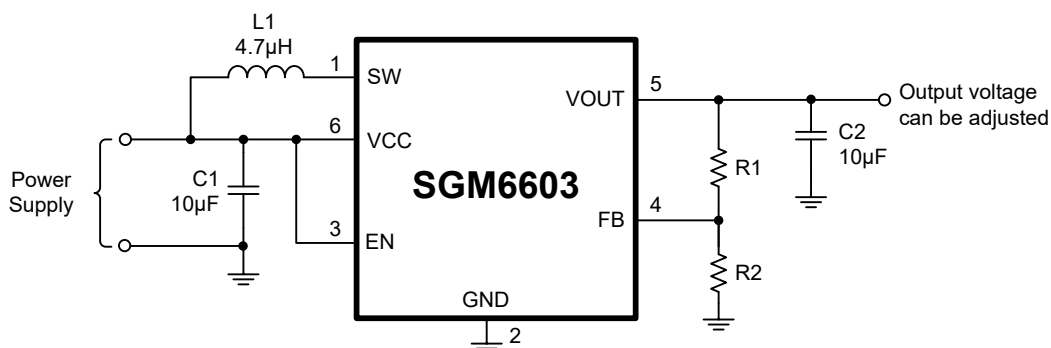 L1
4.7µH
1
SW
VOUT
5
Output voltage
can be adjusted
6
VCC
C2
10µF
Power
Supply
C1
10µF
SGM6603
R1
4
FB
3
EN
R2
GND
2